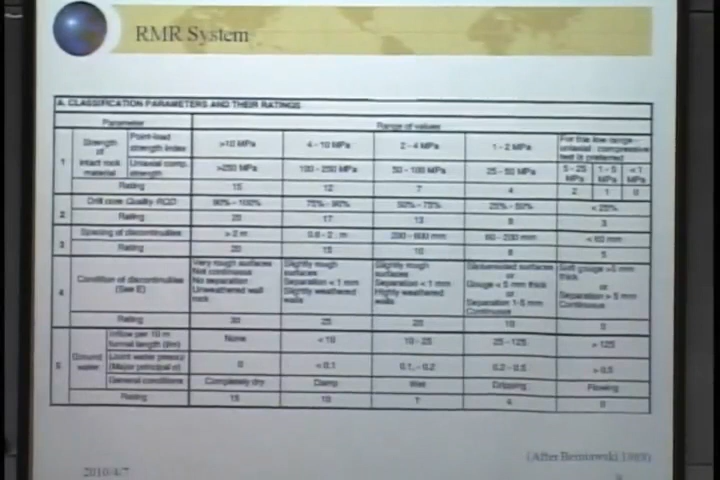 RMR System
A. CLASSIFICATION PARAMETERS AND THEIR RATINGS
Parameter Range of values
1 Strength of intact rock material Point-load strength index >10 MPa 4 - 10 MPa 2 - 4 MPa 1 - 2 MPa For this low range - uniaxial compressive test is preferred
Uniaxial comp. strength >250 MPa 100 - 250 MPa 50 - 100 MPa 25 - 50 MPa 5 - 25 MPa 1 - 5 MPa < 1 MPa
Rating 15 12 7 4 2 1 0
2 Drill core Quality RQD 90% - 100% 75% - 90% 50% - 75% 25% - 50% < 25%
Rating 20 17 13 8 3
3 Spacing of discontinuities > 2 m 0.6 - 2 . m 200 - 600 mm 60 - 200 mm < 60 mm
Rating 20 15 10 8 5
4 Condition of discontinuities (See E) Very rough surfaces Not continuous No separation Unweathered wall rock Slightly rough surfaces Separation < 1 mm Slightly weathered walls Slightly rough surfaces Separation < 1 mm Highly weathered walls Slickensided surfaces or Gouge < 5 mm thick or Separation 1-5 mm Continuous Soft gouge >5 mm thick or Separation > 5 mm Continuous
Rating 30 25 20 10 0
5 Ground water Inflow per 10 m tunnel length (l/m) None < 10 10 - 25 25 - 125 > 125
(Major principal σ) 0 < 0.1 0.1, - 0.2 0.2 - 0.5 > 0.5
General conditions Completely dry Damp Wet Dripping Flowing
Rating 15 10 7 4 0
(After Bieniawski 1989)
2010/4/7